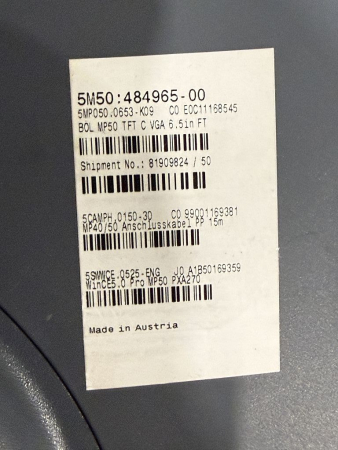 5M50:484965-00
5MP050.0653-K09 C0 E0C11168545
BOL MP50 TFT C VGA 6.5in FT
Shipment No.: 81909824 / 50
5CAMPH.0150-30 C0 99001169381
MP40/50 Anschlusskabel PP 15m
5SWWCE.0525-ENG J0 A1B50169359
WinCE5.0 Pro MP50 PXA270
Made in Austria